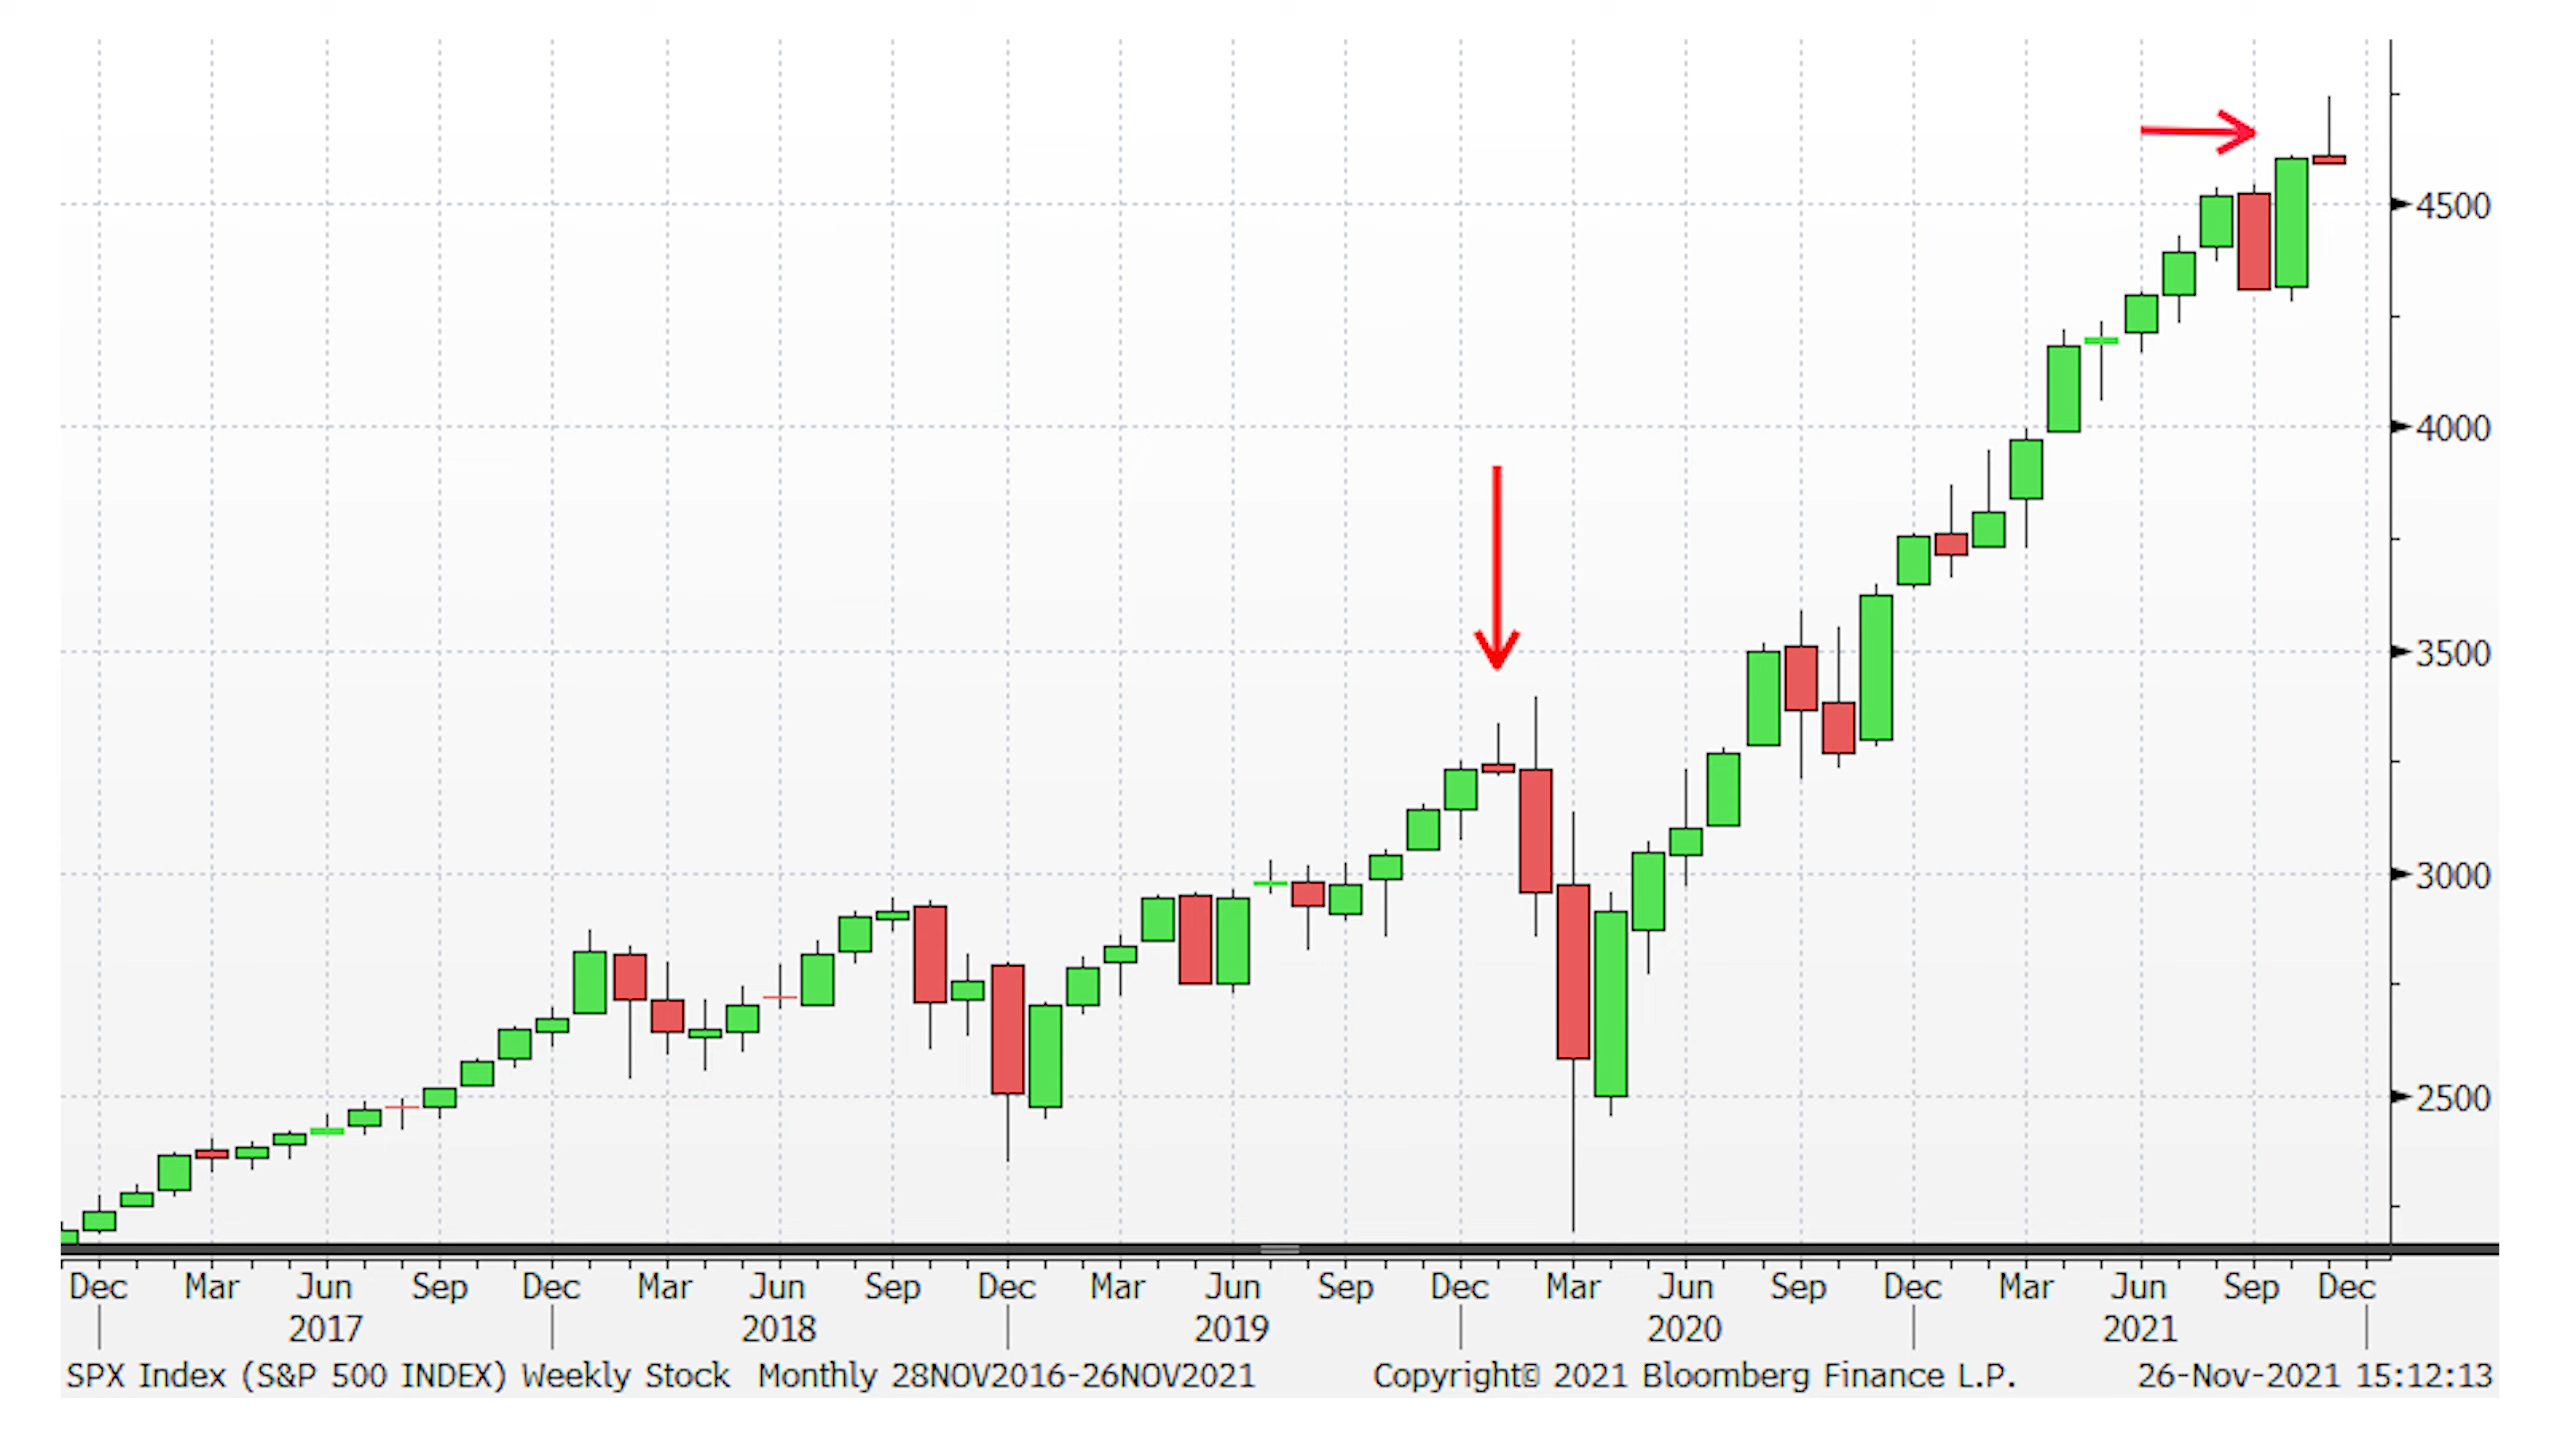 4500
4000
3500
3000
2500
Dec Mar Jun Sep Dec Mar Jun Sep Dec Mar Jun Sep Dec Mar Jun Sep Dec Mar Jun Sep Dec
2017 2018 2019 2020 2021
SPX Index (S&P 500 INDEX) Weekly Stock Monthly 28NOV2016-26NOV2021 Copyright© 2021 Bloomberg Finance L.P. 26-Nov-2021 15:12:13